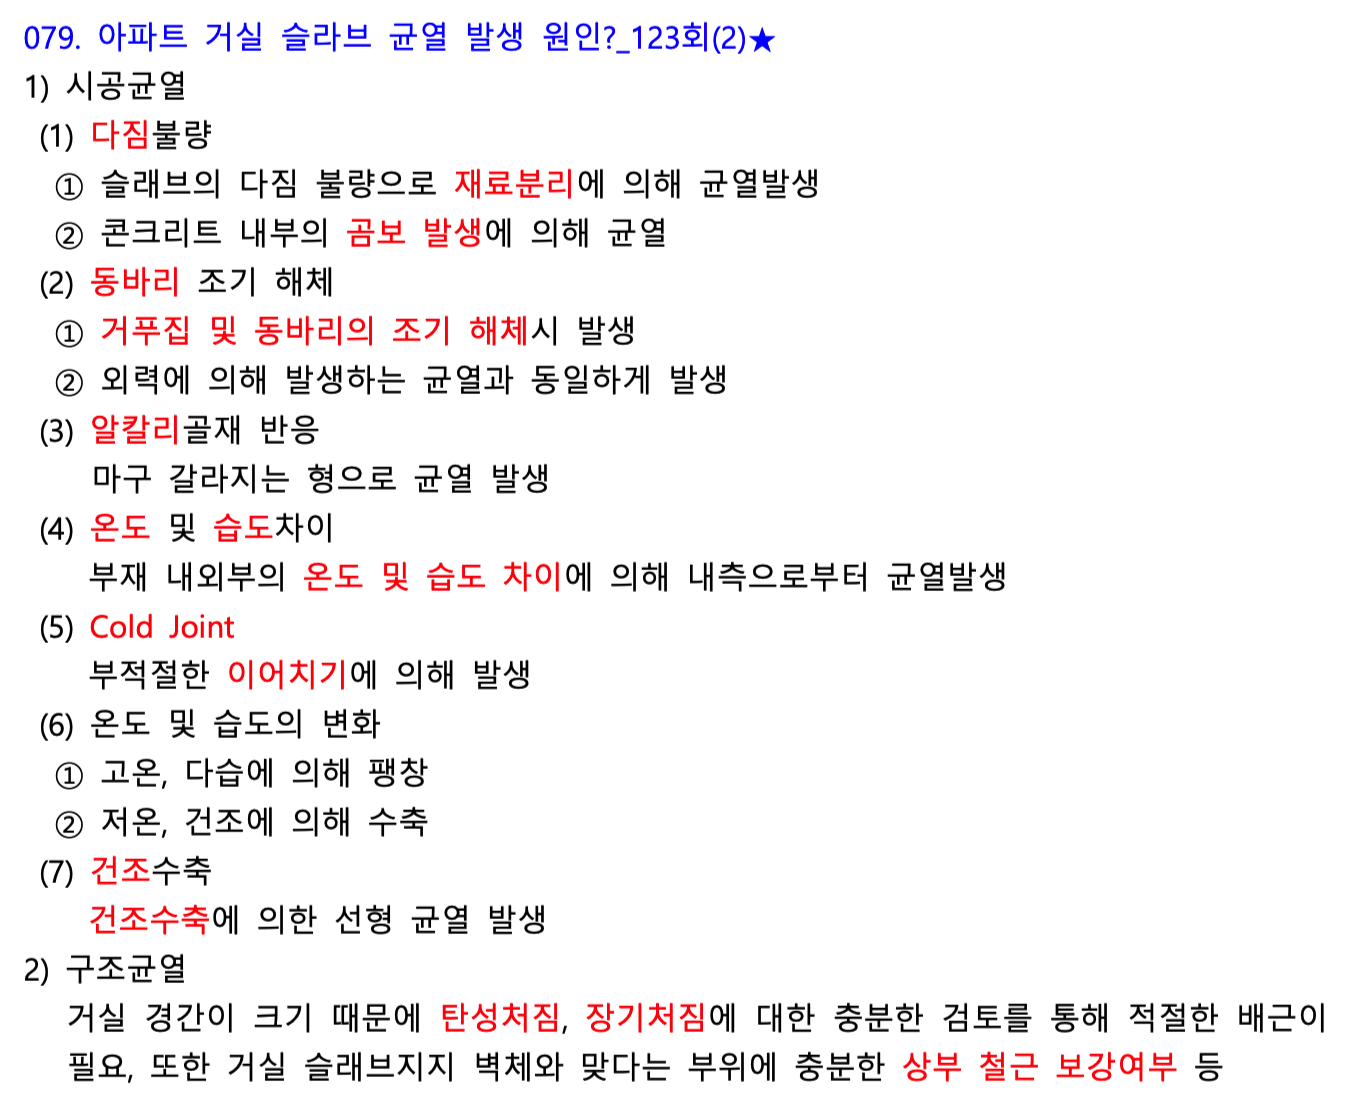 079. 아파트 거실 슬라브 균열 발생 원인?_123회(2)★
1) 시공균열
(1) 다짐불량
① 슬래브의 다짐 불량으로 재료분리에 의해 균열발생
② 콘크리트 내부의 곰보 발생에 의해 균열
(2) 동바리 조기 해체
① 거푸집 및 동바리의 조기 해체시 발생
② 외력에 의해 발생하는 균열과 동일하게 발생
(3) 알칼리골재 반응
마구 갈라지는 형으로 균열 발생
(4) 온도 및 습도차이
부재 내외부의 온도 및 습도 차이에 의해 내측으로부터 균열발생
(5) Cold Joint
부적절한 이어치기에 의해 발생
(6) 온도 및 습도의 변화
① 고온, 다습에 의해 팽창
② 저온, 건조에 의해 수축
(7) 건조수축
건조수축에 의한 선형 균열 발생
2) 구조균열
거실 경간이 크기 때문에 탄성처짐, 장기처짐에 대한 충분한 검토를 통해 적절한 배근이
필요, 또한 거실 슬래브지지 벽체와 맞다는 부위에 충분한 상부 철근 보강여부 등